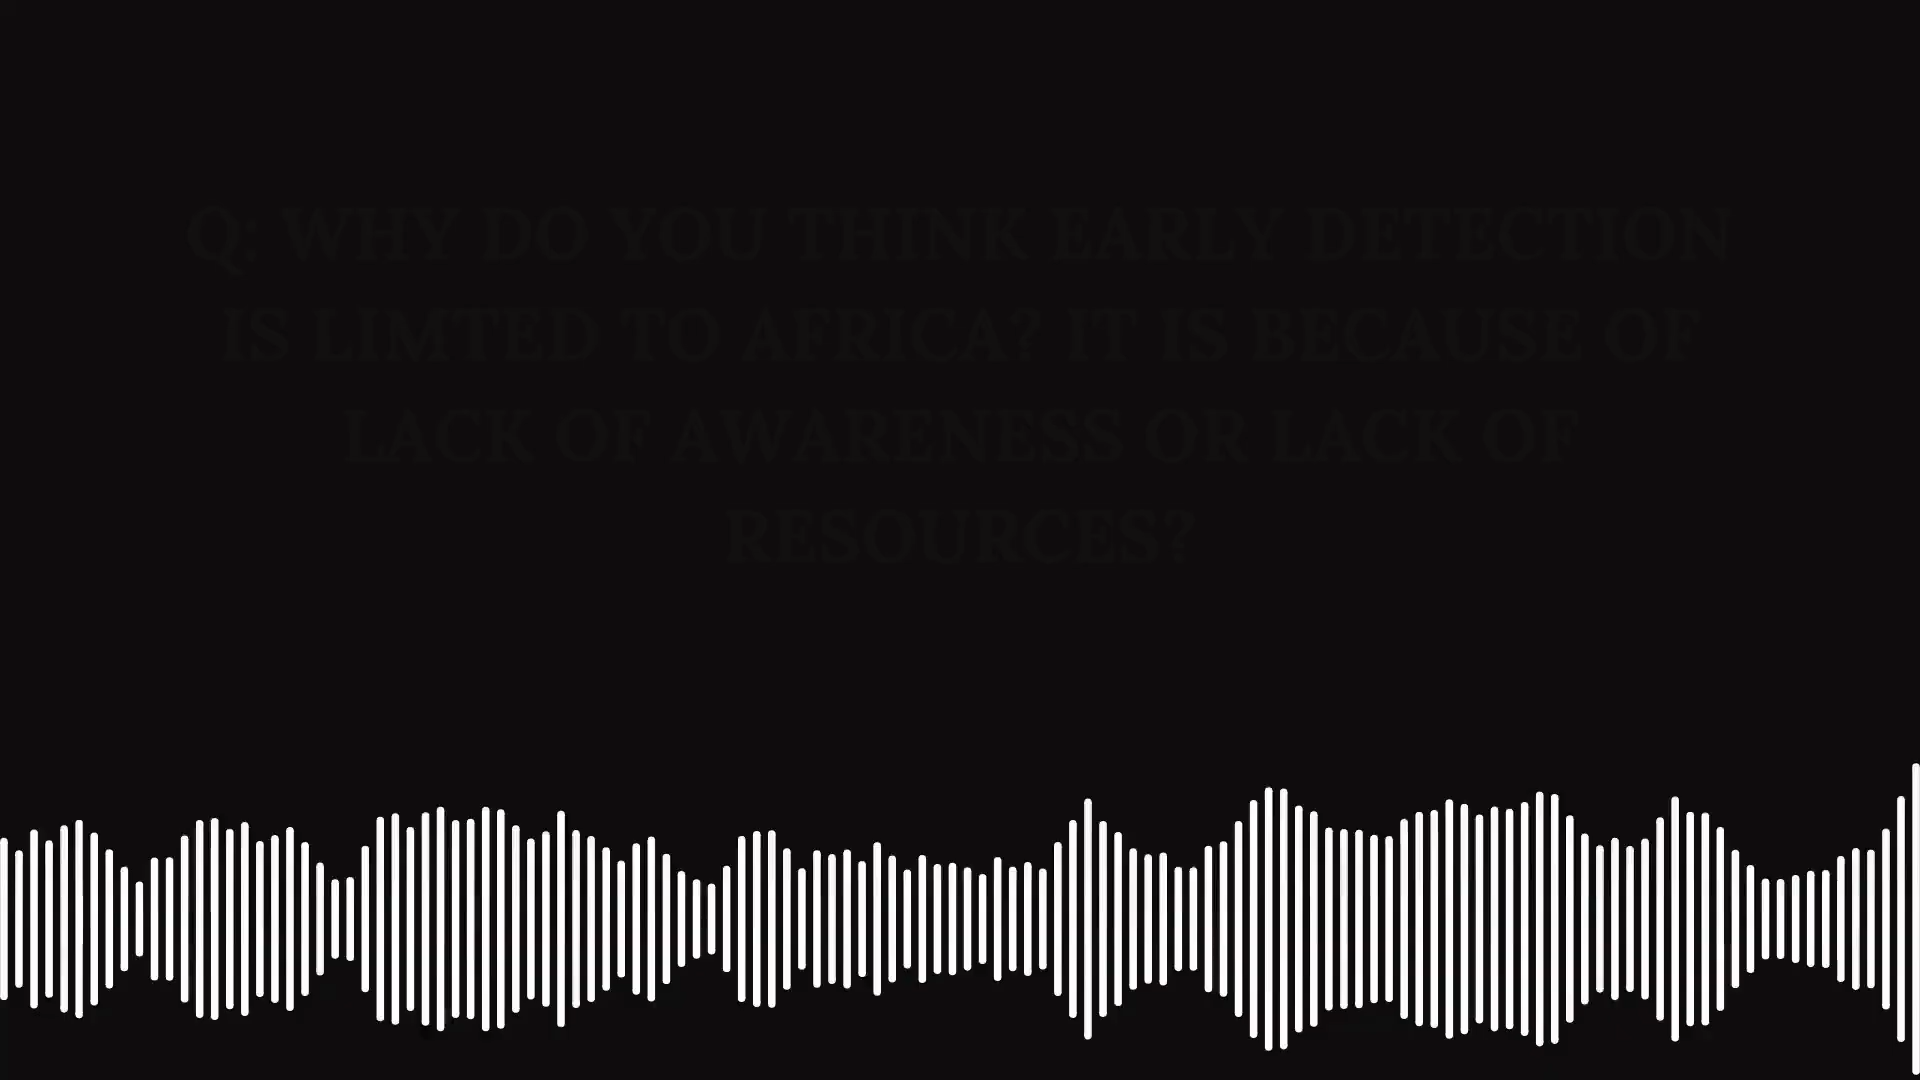 Q: WHY DO YOU THINK EARLY DETECTION
IS LIMTED TO AFRICA? IT IS BECAUSE OF
LACK OF AWARENESS OR LACK OF
RESOURCES?